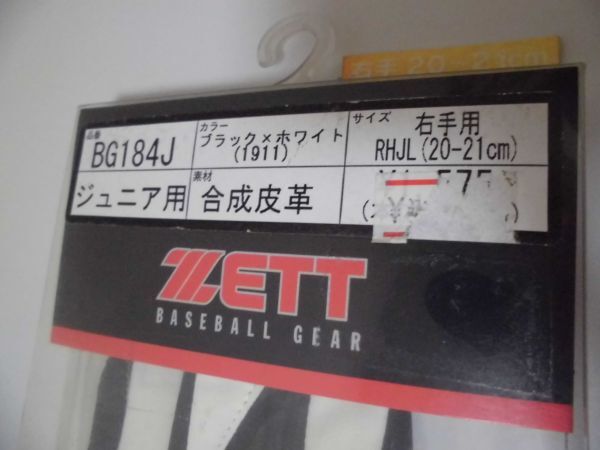 右手 20-21cm
品番
BG184J
カラー
ブラック×ホワイト
(1911)
サイズ
右手用
RHJL(20-21cm)
ジュニア用
素材
合成皮革
575
ZETT
BASEBALL GEAR